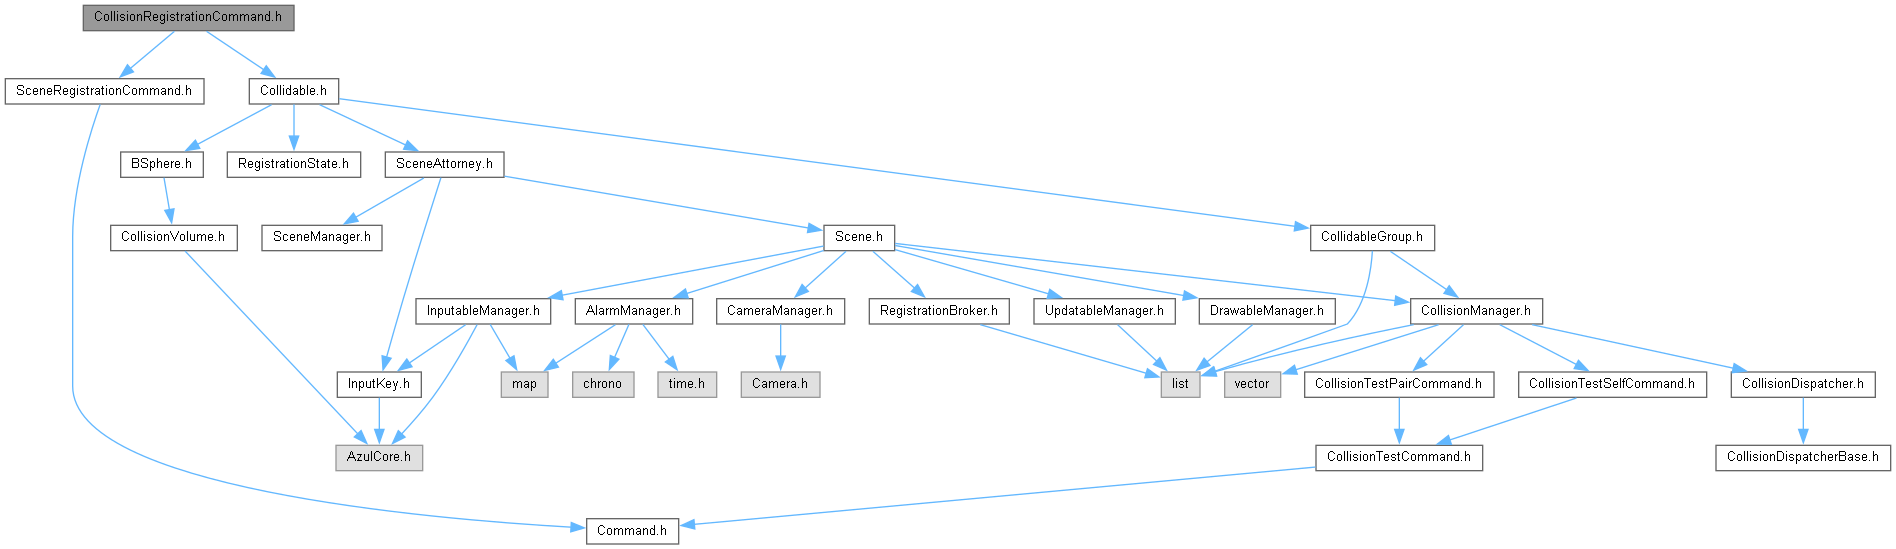 CollisionRegistrationCommand.h
SceneRegistrationCommand.h
Collidable.h
BSphere.h
RegistrationState.h
SceneAttorney.h
CollisionVolume.h
SceneManager.h
Scene.h
CollidableGroup.h
InputableManager.h
AlarmManager.h
CameraManager.h
RegistrationBroker.h
UpdatableManager.h
DrawableManager.h
CollisionManager.h
InputKey.h
map
chrono
time.h
Camera.h
list
vector
CollisionTestPairCommand.h
CollisionTestSelfCommand.h
CollisionDispatcher.h
AzulCore.h
CollisionTestCommand.h
CollisionDispatcherBase.h
Command.h